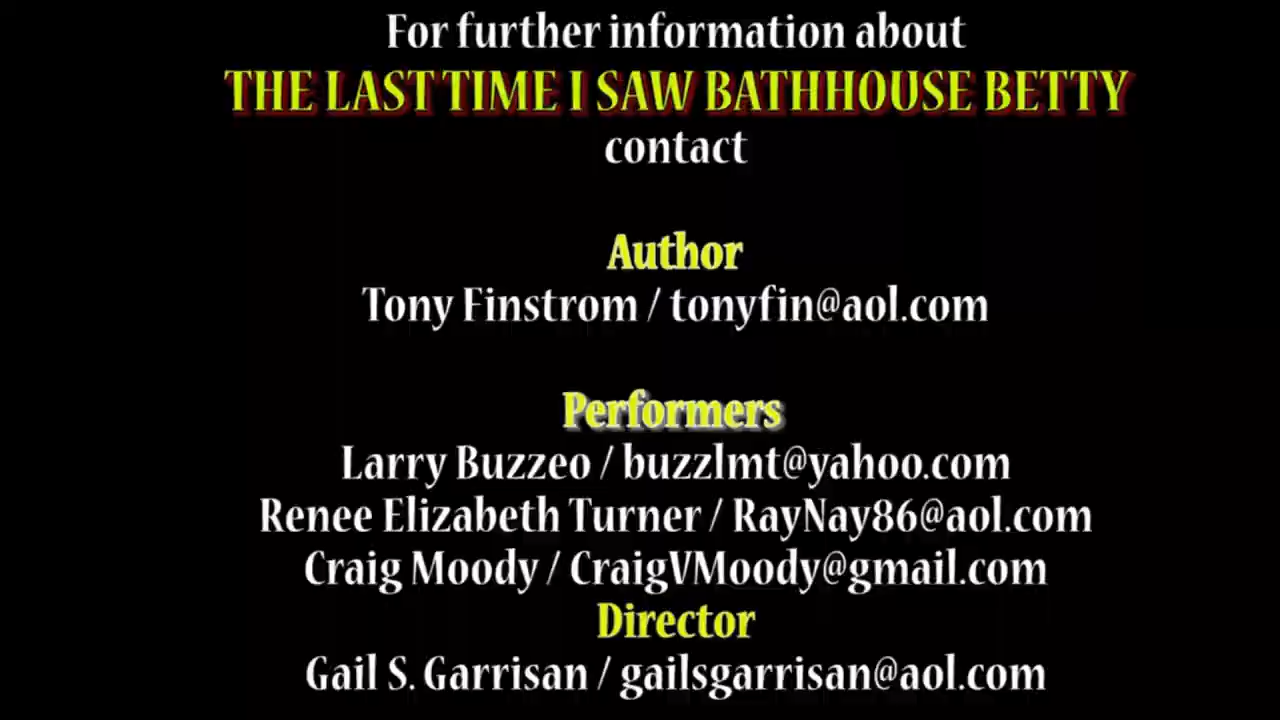 For further information about
THE LAST TIME I SAW BATHHOUSE BETTY
contact
Author
Tony Finstrom / tonyfin@aol.com
Performers
Larry Buzzeo / buzzlmt@yahoo.com
Renee Elizabeth Turner / RayNay86@aol.com
Craig Moody / CraigVMoody@gmail.com
Director
Gail S. Garrisan / gailsgarrisan@aol.com